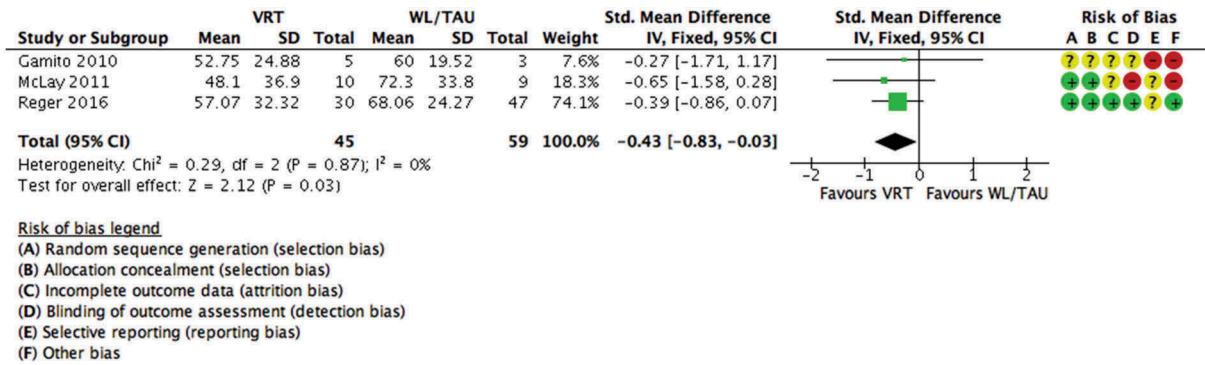 VRT WL/TAU Std. Mean Difference Std. Mean Difference Risk of Bias
Study or Subgroup Mean SD Total Mean SD Total Weight IV, Fixed, 95% CI IV, Fixed, 95% CI A B C D E F
Gamito 2010 52.75 24.88 5 60 19.52 3 7.6% -0.27 [-1.71, 1.17] ? ? ? ? - -
McLay 2011 48.1 36.9 10 72.3 33.8 9 18.3% -0.65 [-1.58, 0.28] + + ? - ? -
Reger 2016 57.07 32.32 30 68.06 24.27 47 74.1% -0.39 [-0.86, 0.07] + + + + ? +
Total (95% CI) 45 59 100.0% -0.43 [-0.83, -0.03]
Heterogeneity: Chi² = 0.29, df = 2 (P = 0.87); I² = 0%
Test for overall effect: Z = 2.12 (P = 0.03)
-2 -1 0 1 2
Favours VRT Favours WL/TAU
Risk of bias legend
(A) Random sequence generation (selection bias)
(B) Allocation concealment (selection bias)
(C) Incomplete outcome data (attrition bias)
(D) Blinding of outcome assessment (detection bias)
(E) Selective reporting (reporting bias)
(F) Other bias